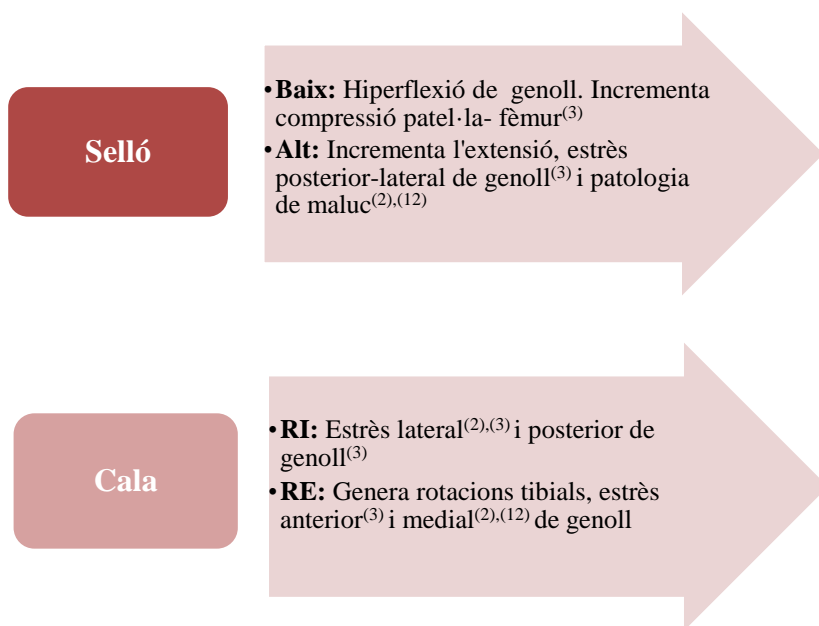 Selló
•Baix: Hiperflexió de genoll. Incrementa
compressió patel·la- fèmur(3)
•Alt: Incrementa l'extensió, estrès
posterior-lateral de genoll(3) i patologia
de maluc(2),(12)
Cala
•RI: Estrès lateral(2),(3) i posterior de
genoll(3)
•RE: Genera rotacions tibials, estrès
anterior(3) i medial(2),(12) de genoll